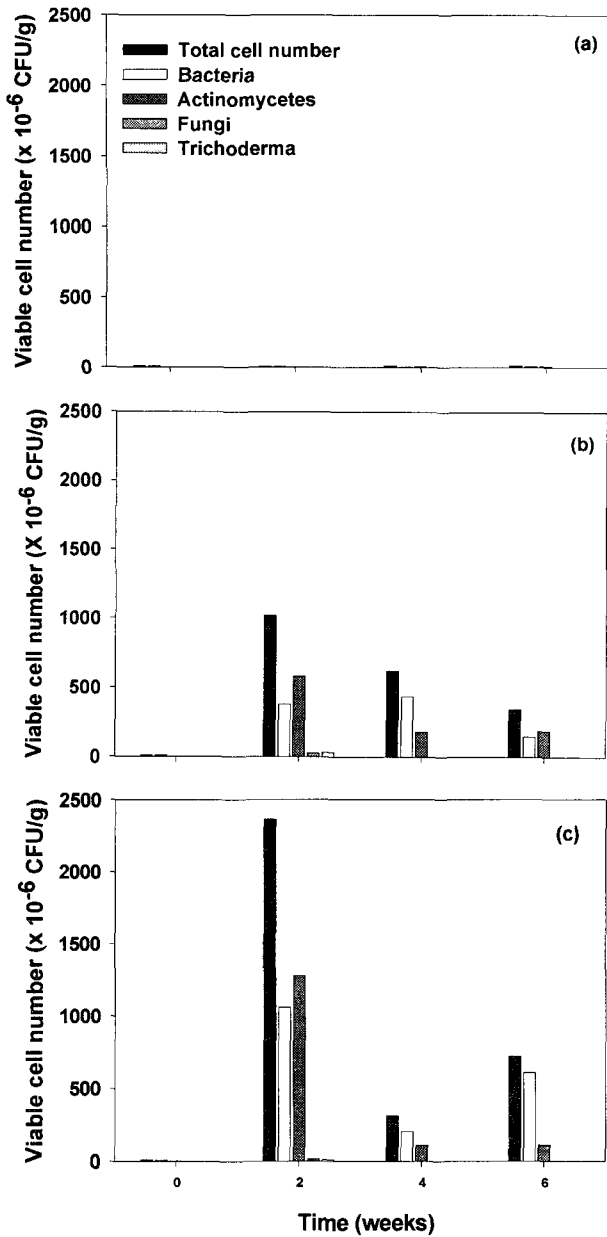 2500
2000
1500
1000
500
0
Viable cell number (x 10-6 CFU/g)
(a)
Total cell number
Bacteria
Actinomycetes
Fungi
Trichoderma
2500
2000
1500
1000
500
0
Viable cell number (X 10-6 CFU/g)
(b)
2500
2000
1500
1000
500
0
Viable cell number (x 10-6 CFU/g)
(c)
0 2 4 6
Time (weeks)